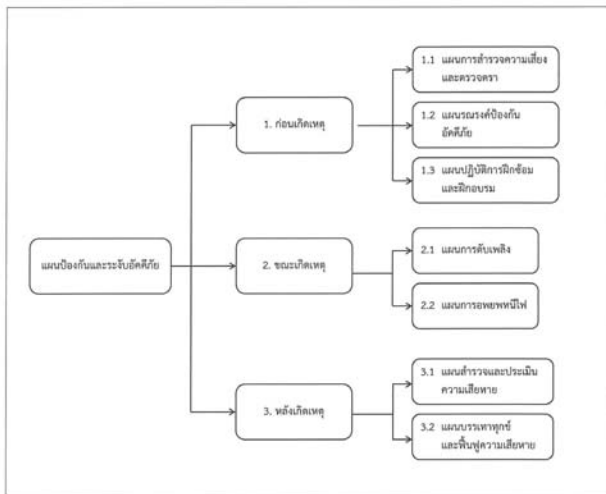 แผนป้องกันและระงับอัคคีภัย
1. ก่อนเกิดเหตุ
1.1 แผนการสำรวจความเสี่ยง
และตรวจตรา
1.2 แผนรณรงค์ป้องกัน
อัคคีภัย
1.3 แผนปฏิบัติการฝึกซ้อม
และฝึกอบรม
2. ขณะเกิดเหตุ
2.1 แผนการดับเพลิง
2.2 แผนการอพยพหนีไฟ
3. หลังเกิดเหตุ
3.1 แผนสำรวจและประเมิน
ความเสียหาย
3.2 แผนบรรเทาทุกข์
และฟื้นฟูความเสียหาย